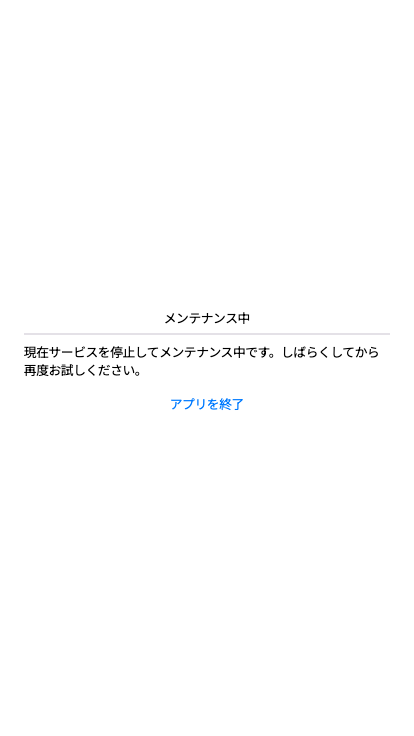 メンテナンス中
現在サービスを停止してメンテナンス中です。しばらくしてから
再度お試しください。
アプリを終了